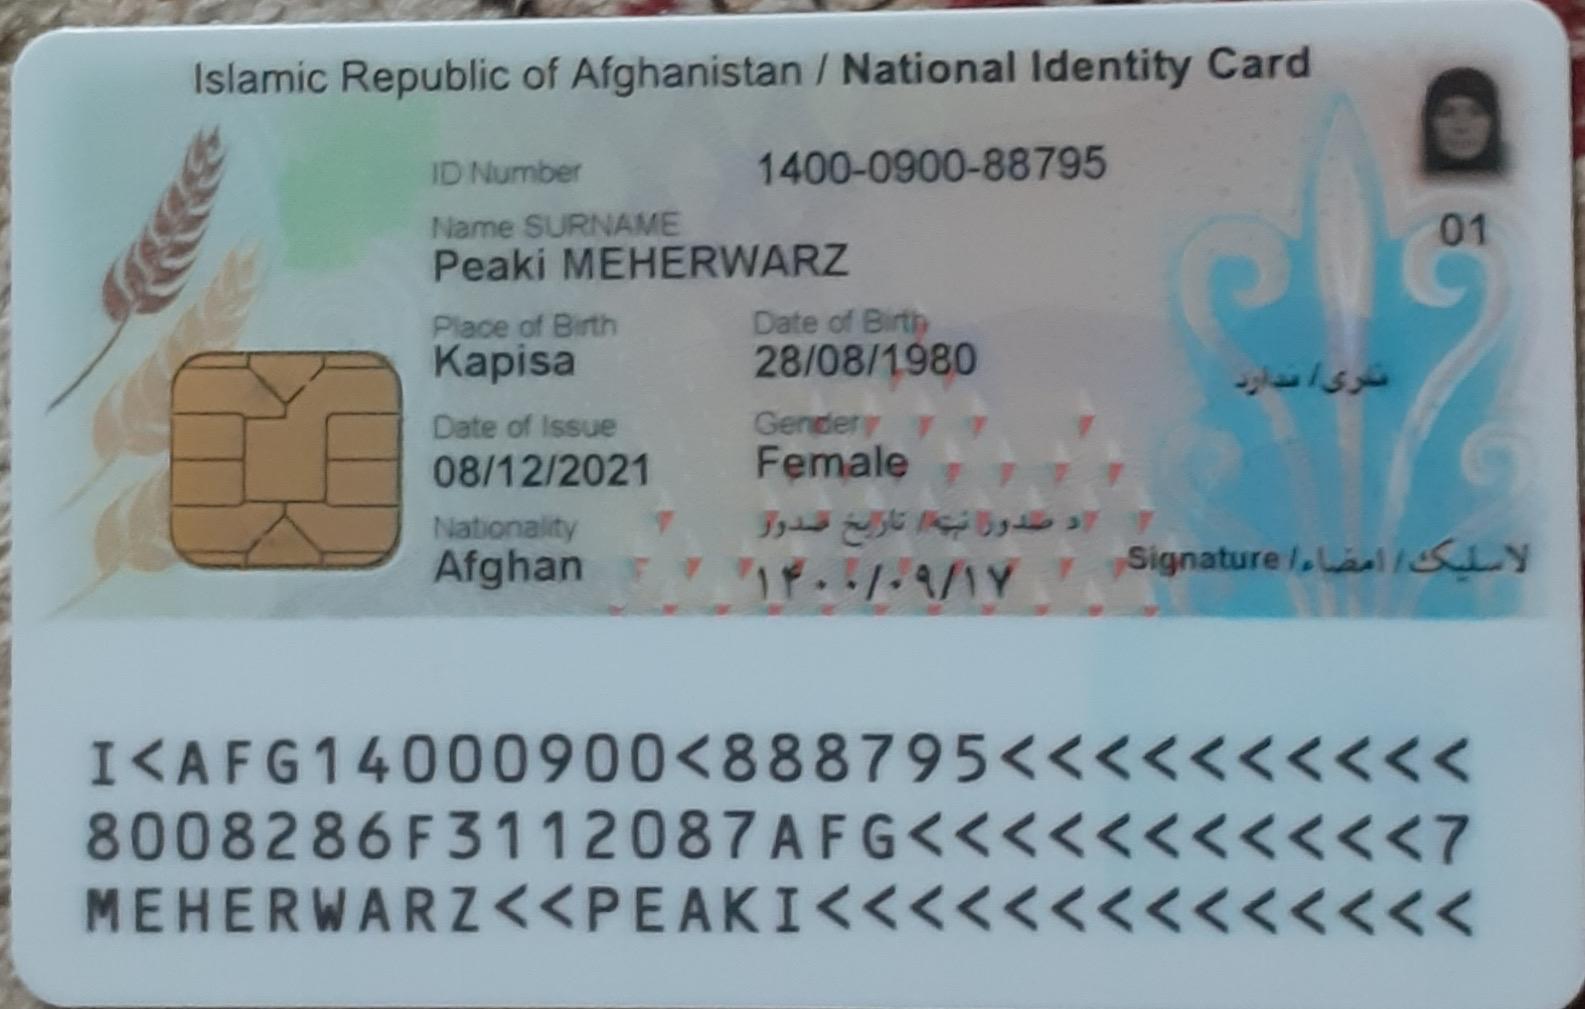 Islamic Republic of Afghanistan / National Identity Card
ID Number 1400-0900-88795
01
Name SURNAME
Peaki MEHERWARZ
Place of Birth Date of Birth
Kapisa 28/08/1980
نلری / ندارد
Date of Issue Gender
08/12/2021 Female
Nationality د صدور نېټه / تاریخ صدور
Afghan ۱۴۰۰/۰۹/۱۷
Signature / امضاء / لاسلیک
I<AFG14000900<888795<<<<<<<<<<
8008286F3112087AFG<<<<<<<<<<<7
MEHERWARZ<<PEAKI<<<<<<<<<<<<<<